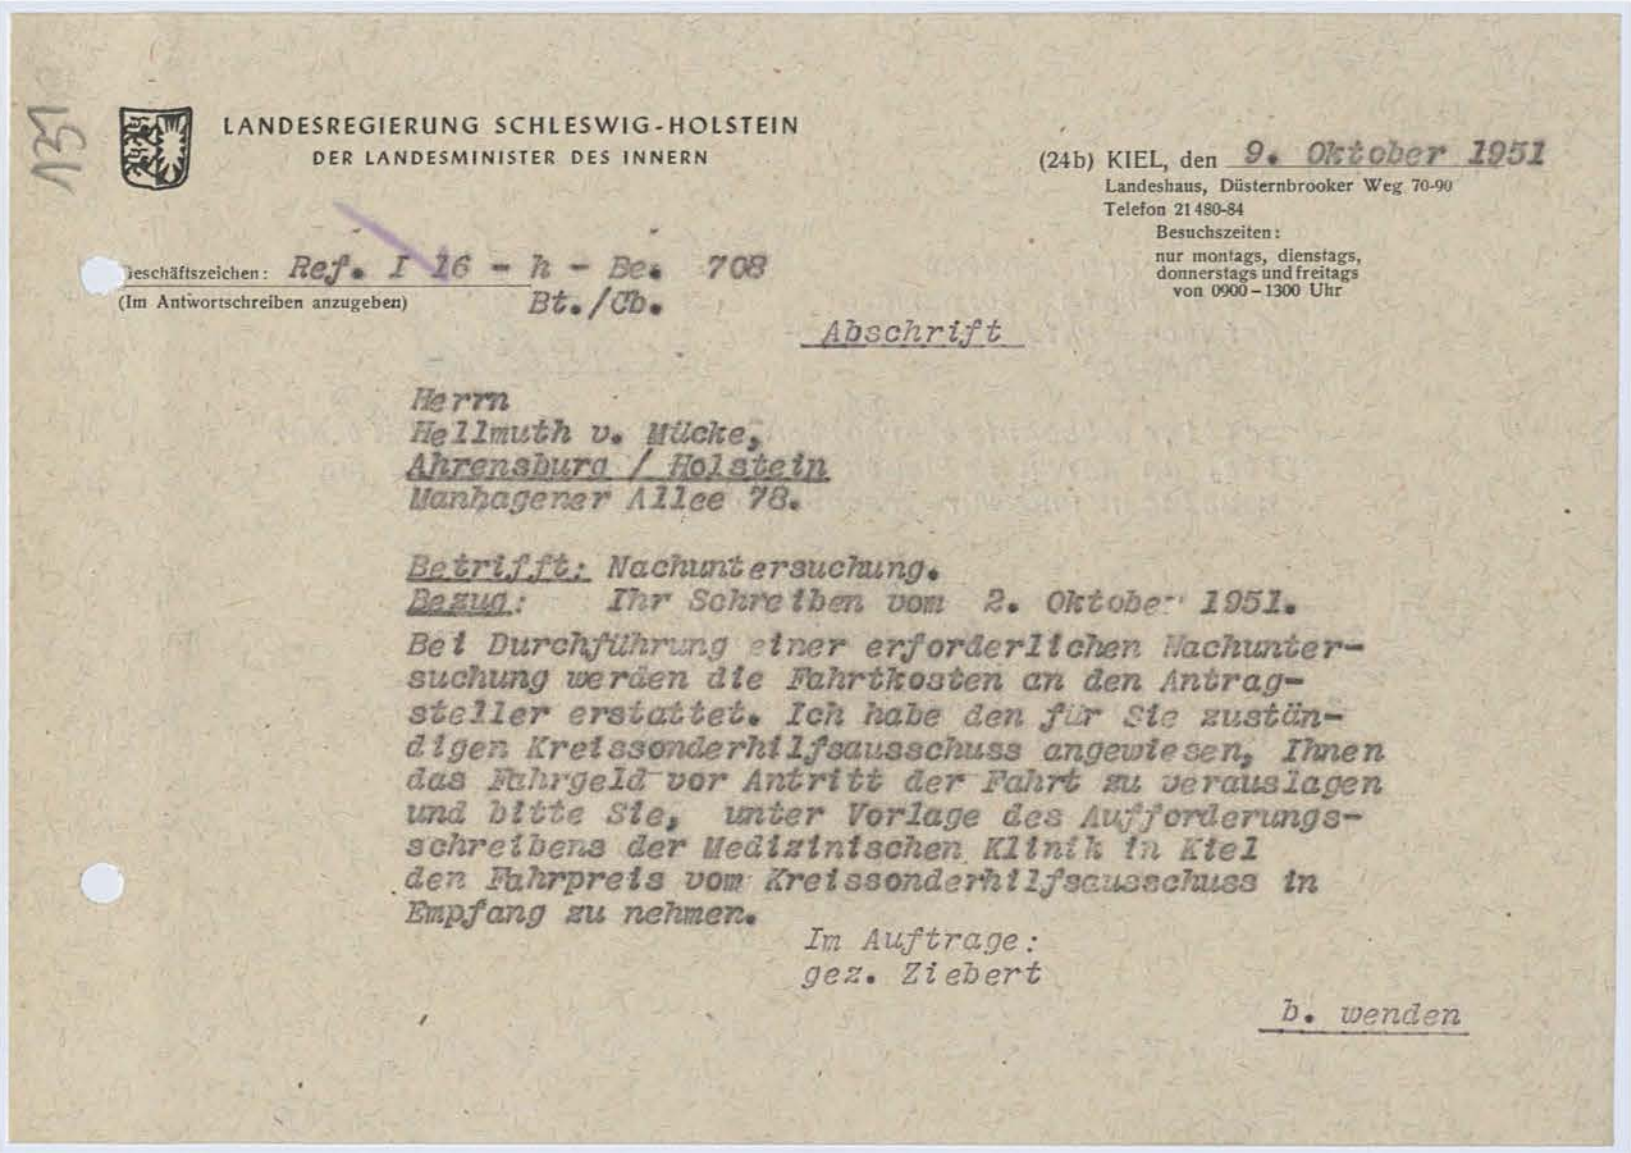 131
LANDESREGIERUNG SCHLESWIG-HOLSTEIN
DER LANDESMINISTER DES INNERN
(24b) KIEL, den 9. Oktober 1951
Landeshaus, Düsternbrooker Weg 70-90
Telefon 21480-84
Besuchszeiten:
nur montags, dienstags,
donnerstags und freitags
von 0900-1300 Uhr
Geschäftszeichen: Ref. I 16 - h - Be. 708
(Im Antwortschreiben anzugeben) Bt./Cb.
Abschrift
Herrn
Hellmuth v. Mücke,
Ahrensburg / Holstein
Manhagener Allee 78.
Betrifft: Nachuntersuchung.
Bezug: Ihr Schreiben vom 2. Oktober 1951.
Bei Durchführung einer erforderlichen Nachunter-
suchung werden die Fahrtkosten an den Antrag-
steller erstattet. Ich habe den für Sie zustän-
digen Kreissonderhilfsausschuss angewiesen, Ihnen
das Fahrgeld vor Antritt der Fahrt zu verauslagen
und bitte Sie, unter Vorlage des Aufforderungs-
schreibens der Medizinischen Klinik in Kiel
den Fahrpreis vom Kreissonderhilfsausschuss in
Empfang zu nehmen.
Im Auftrage:
gez. Ziebert
b. wenden